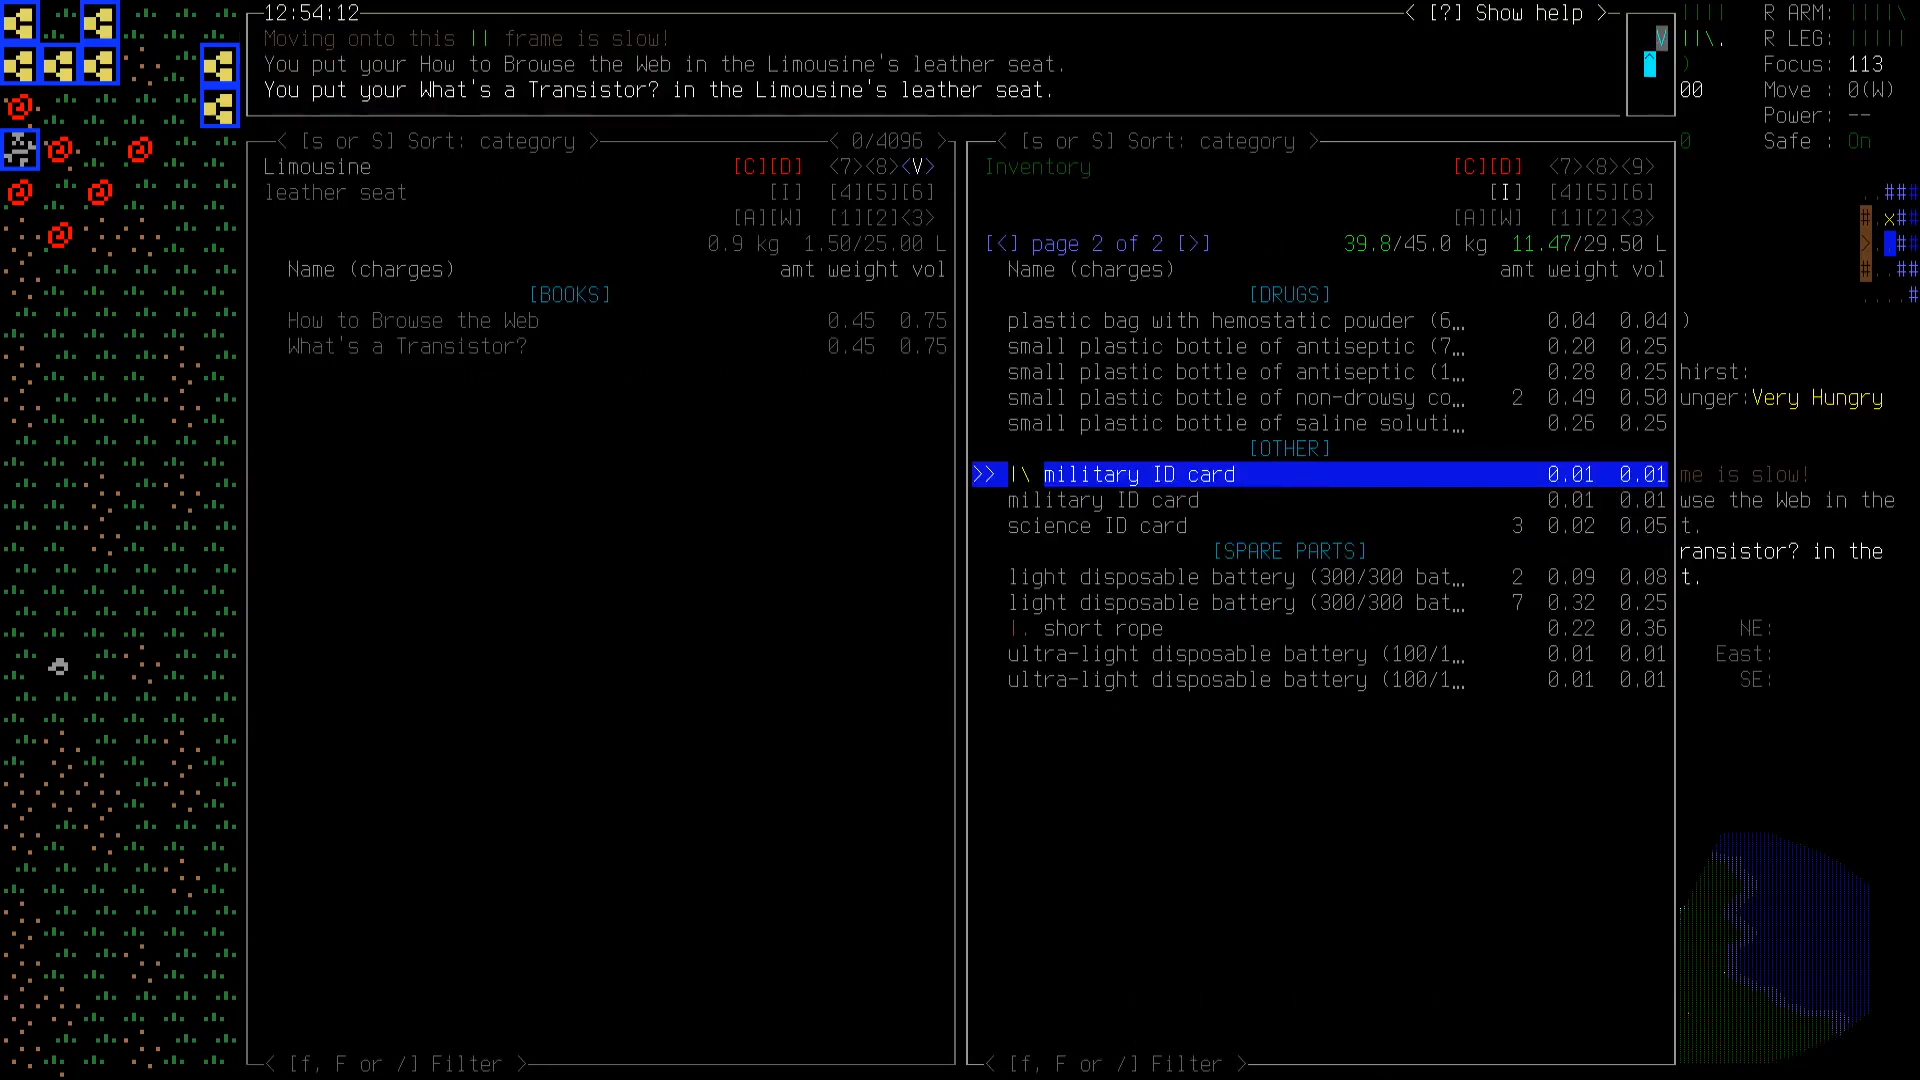 12:54:12 < [?] Show help >
Moving onto this || frame is slow!
You put your How to Browse the Web in the Limousine's leather seat.
You put your What's a Transistor? in the Limousine's leather seat.
< [s or S] Sort: category > < 0/4096 >
Limousine [C][D] <7><8><V>
leather seat [I] [4][5][6]
[A][W] [1][2]<3>
0.9 kg 1.50/25.00 L
Name (charges) amt weight vol
[BOOKS]
How to Browse the Web 0.45 0.75
What's a Transistor? 0.45 0.75
< [f, F or /] Filter >
< [s or S] Sort: category >
Inventory [C][D] <7><8><9>
[I] [4][5][6]
[A][W] [1][2]<3>
[<] page 2 of 2 [>] 39.8/45.0 kg 11.47/29.50 L
Name (charges) amt weight vol
[DRUGS]
plastic bag with hemostatic powder (6… 0.04 0.04
small plastic bottle of antiseptic (7… 0.20 0.25
small plastic bottle of antiseptic (1… 0.28 0.25
small plastic bottle of non-drowsy co… 2 0.49 0.50
small plastic bottle of saline soluti… 0.26 0.25
[OTHER]
>> |\ military ID card 0.01 0.01
military ID card 0.01 0.01
science ID card 3 0.02 0.05
[SPARE PARTS]
light disposable battery (300/300 bat… 2 0.09 0.08
light disposable battery (300/300 bat… 7 0.32 0.25
|. short rope 0.22 0.36
ultra-light disposable battery (100/1… 0.01 0.01
ultra-light disposable battery (100/1… 0.01 0.01
< [f, F or /] Filter >
R ARM: ||||\
||\. R LEG: |||||
) Focus: 113
00 Move : 0(W)
Power: --
0 Safe : On
)
hirst:
unger:Very Hungry
me is slow!
wse the Web in the
t.
ransistor? in the
t.
NE:
East:
SE: